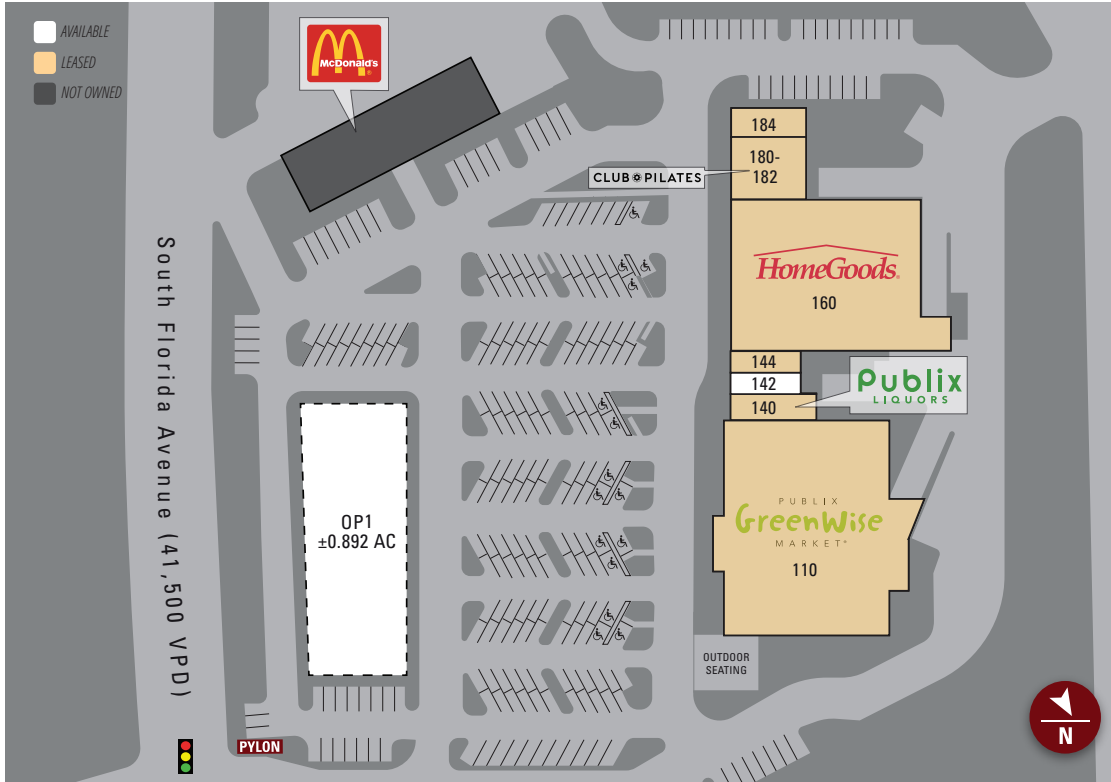 AVAILABLE
LEASED
NOT OWNED
McDonald's
®
184
180-
182
CLUB PILATES
HomeGoods®
160
144
142
140
Publix
LIQUORS
South Florida Avenue (41,500 VPD)
OP1
±0.892 AC
PUBLIX
GreenWise
MARKET®
110
OUTDOOR
SEATING
PYLON
N